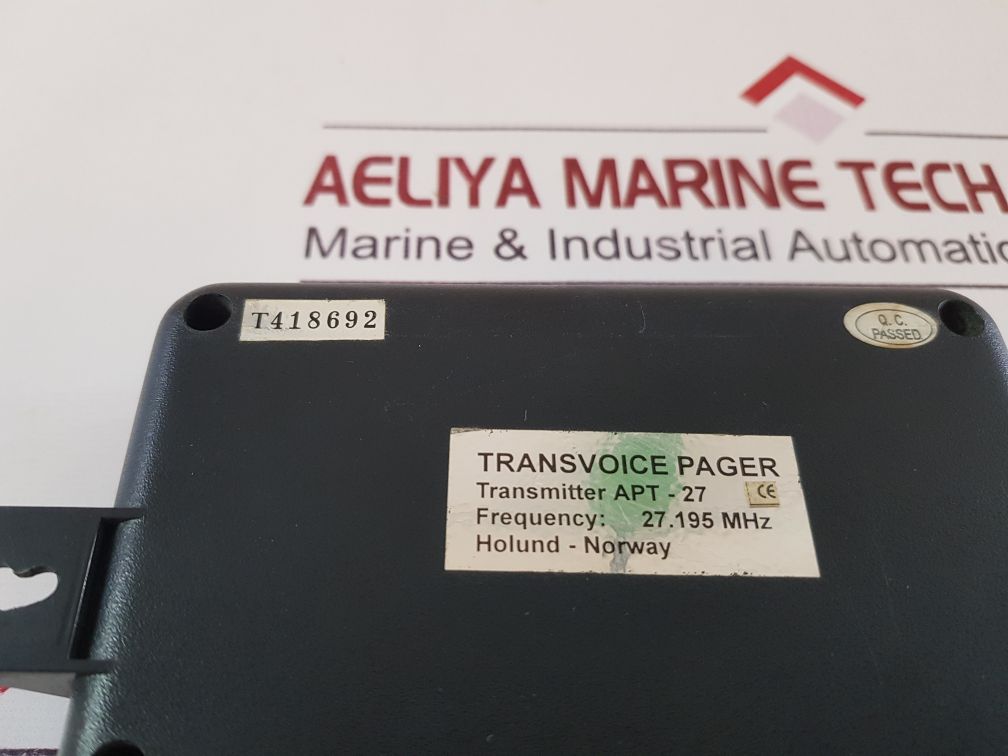 AELIYA MARINE TECH
Marine & Industrial Automatio
T418692
Q.C.
PASSED
TRANSVOICE PAGER
Transmitter APT - 27 CE
Frequency: 27.195 MHz
Holund - Norway